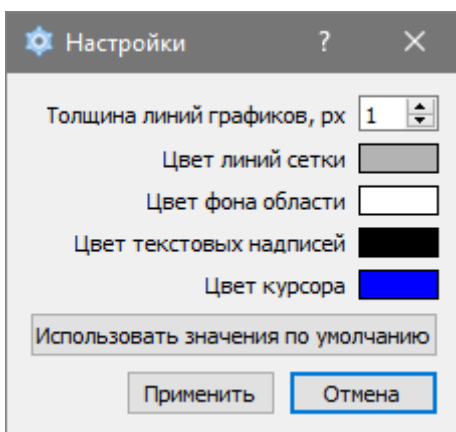 Настройки ?
Толщина линий графиков, px 1
Цвет линий сетки
Цвет фона области
Цвет текстовых надписей
Цвет курсора
Использовать значения по умолчанию
Применить Отмена